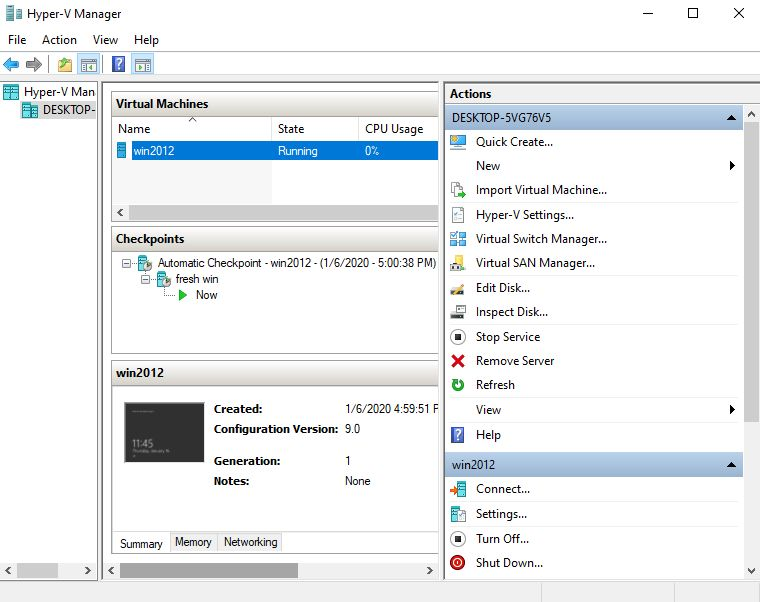 Hyper-V Manager
File Action View Help
Hyper-V Man
DESKTOP-
Virtual Machines
Name State CPU Usage
win2012 Running 0%
Checkpoints
Automatic Checkpoint - win2012 - (1/6/2020 - 5:00:38 PM)
fresh win
Now
win2012
11:45
Created: 1/6/2020 4:59:51 P
Configuration Version: 9.0
Generation: 1
Notes: None
Summary Memory Networking
Actions
DESKTOP-5VG76V5
Quick Create...
New
Import Virtual Machine...
Hyper-V Settings...
Virtual Switch Manager...
Virtual SAN Manager...
Edit Disk...
Inspect Disk...
Stop Service
Remove Server
Refresh
View
Help
win2012
Connect...
Settings...
Turn Off...
Shut Down...